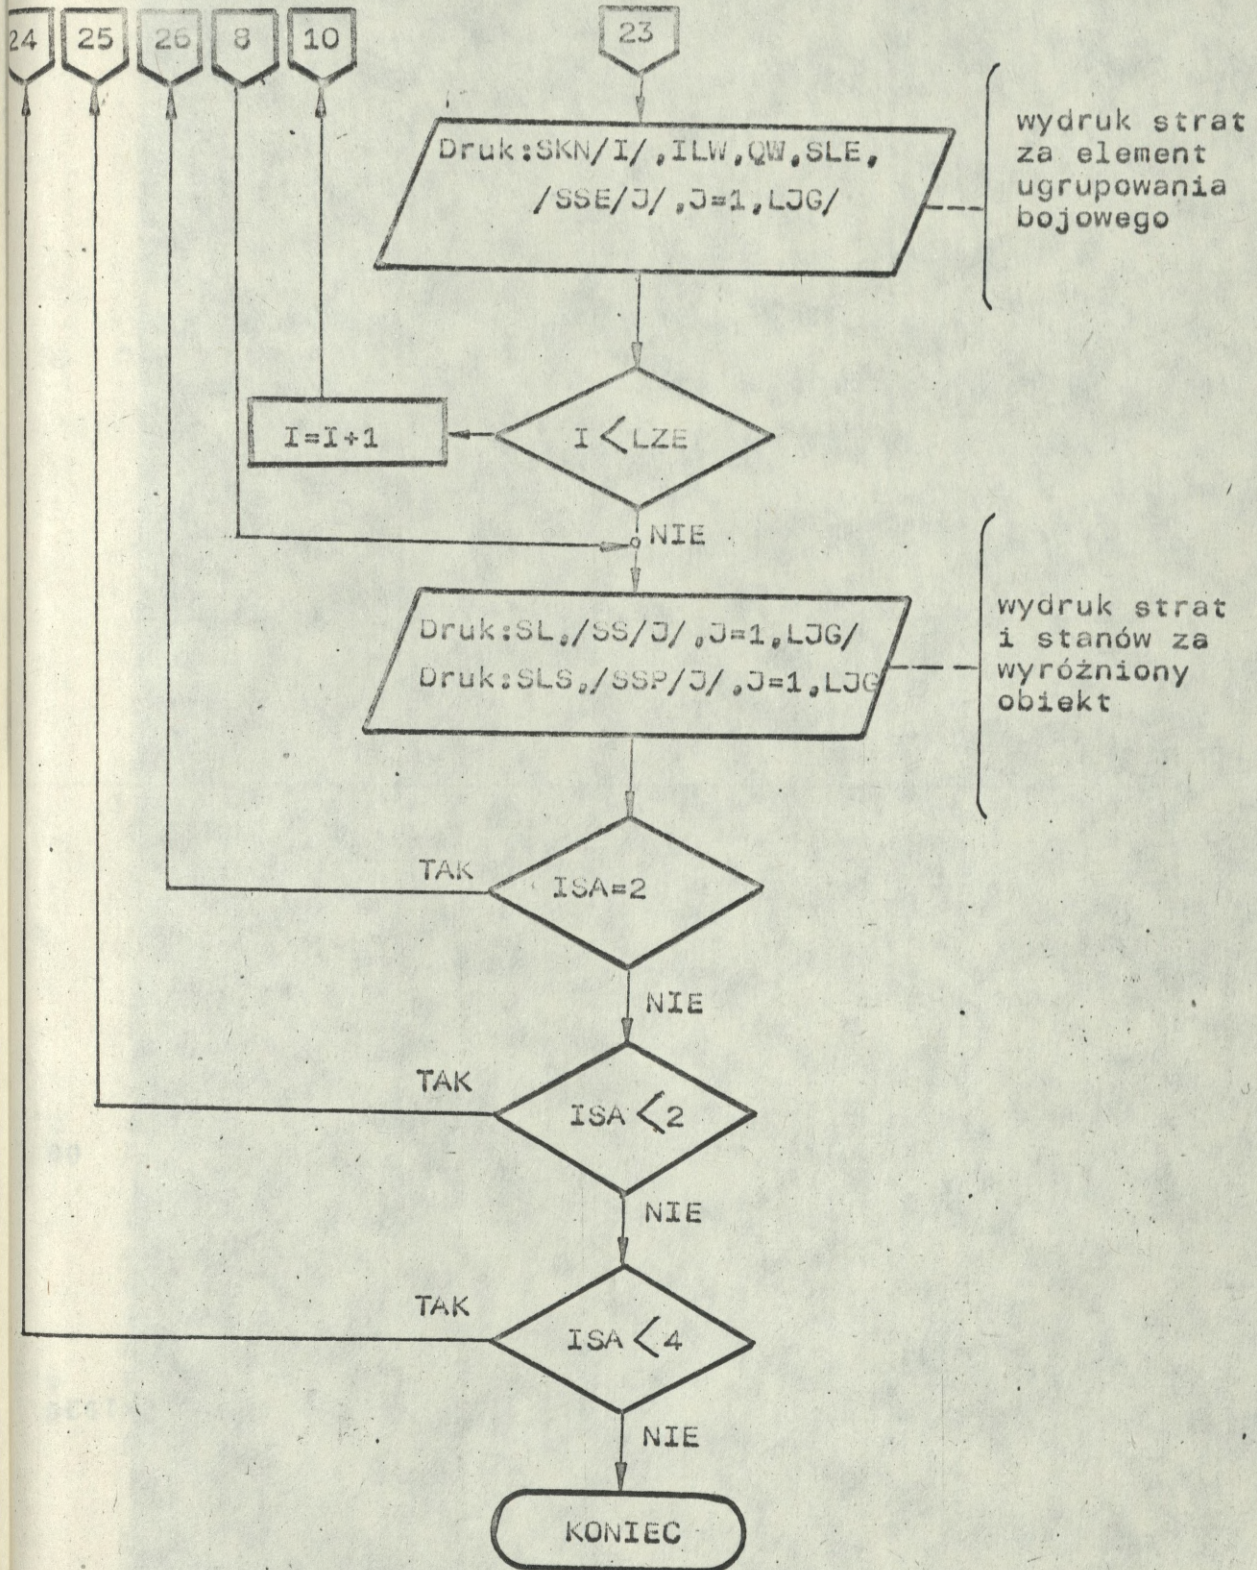 24 25 26 8 10 23
Druk:SKN/I/,ILW,QW,SLE,
/SSE/J/,J=1,LJG/
wydruk strat
za element
ugrupowania
bojowego
I=I+1
I<LZE
NIE
Druk:SL,/SS/J/,J=1,LJG/
Druk:SLS,/SSP/J/,J=1,LJG
wydruk strat
i stanów za
wyróżniony
obiekt
TAK
ISA=2
NIE
TAK
ISA<2
NIE
TAK
ISA<4
NIE
KONIEC